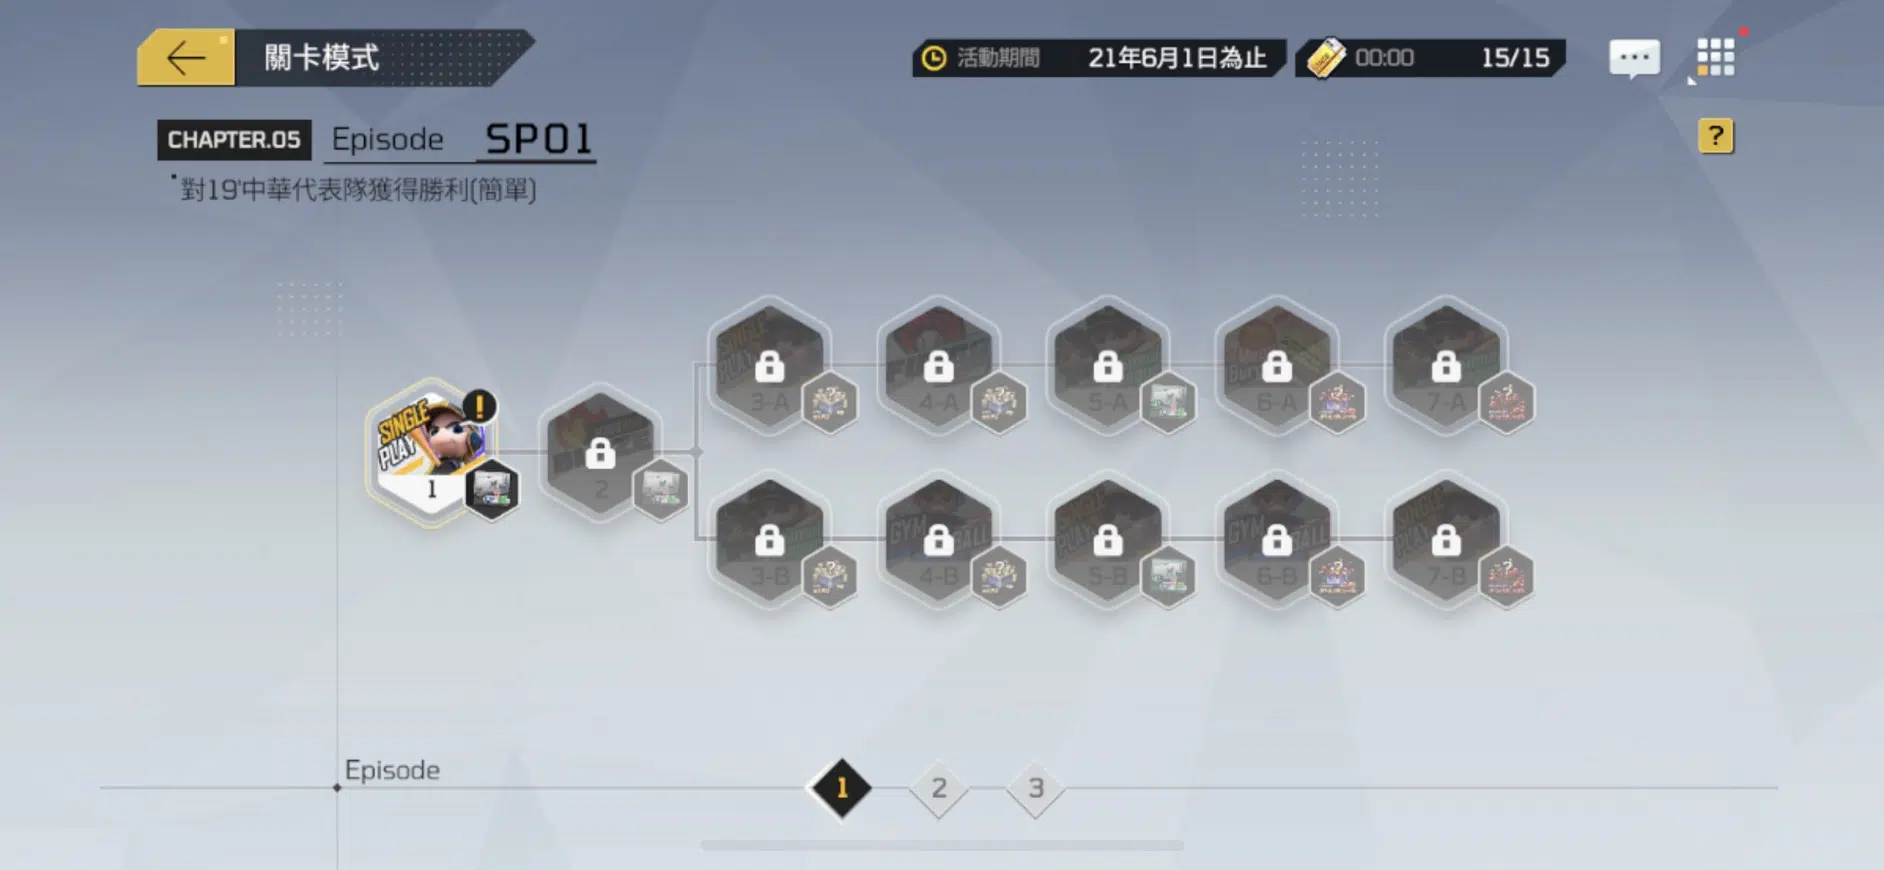 關卡模式
活動期間 21年6月1日為止
00:00 15/15
CHAPTER.05 Episode SP01
?
對19'中華代表隊獲得勝利(簡單)
3-A 4-A 5-A 6-A 7-A
SINGLE PLAY
!
1 2
3-B 4-B 5-B 6-B 7-B
Episode
1 2 3